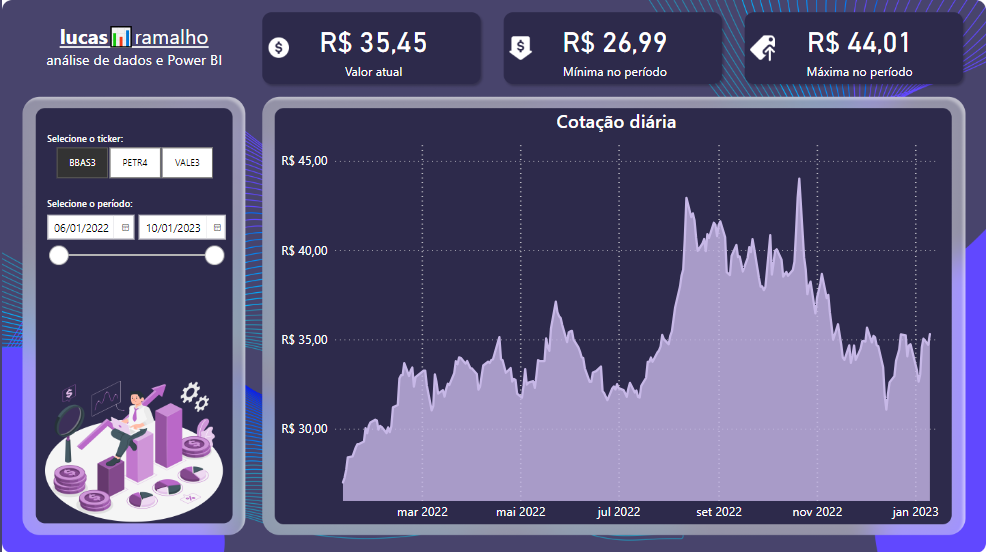 lucas ramalho
análise de dados e Power BI
R$ 35,45
Valor atual
R$ 26,99
Mínima no período
R$ 44,01
Máxima no período
Selecione o ticker:
BBAS3 PETR4 VALE3
Selecione o período:
06/01/2022 10/01/2023
Cotação diária
R$ 45,00
R$ 40,00
R$ 35,00
R$ 30,00
mar 2022 mai 2022 jul 2022 set 2022 nov 2022 jan 2023